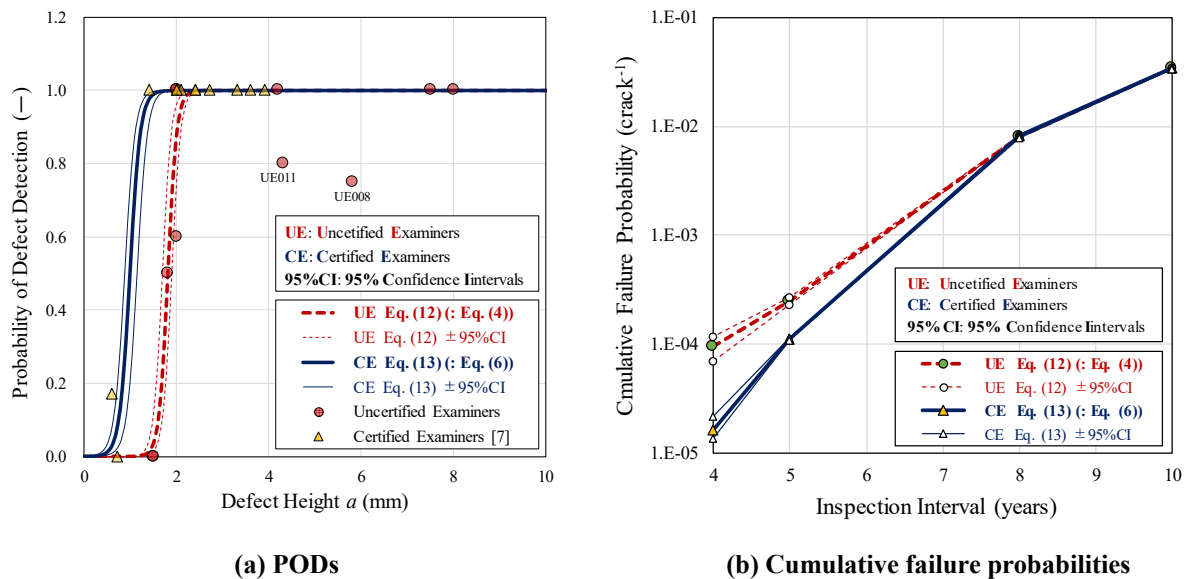 1.2
1.0
0.8
0.6
0.4
0.2
0.0
Probability of Defect Detection (—)
UE011
UE008
UE: Uncetified Examiners
CE: Certified Examiners
95%CI: 95% Confidence Iintervals
UE Eq. (12) (: Eq. (4))
UE Eq. (12) ±95%CI
CE Eq. (13) (: Eq. (6))
CE Eq. (13) ±95%CI
Uncertified Examiners
Certified Examiners [7]
0 2 4 6 8 10
Defect Height a (mm)
(a) PODs
1.E-01
1.E-02
1.E-03
1.E-04
1.E-05
Cmulative Failure Probability (crack-1)
UE: Uncetified Examiners
CE: Certified Examiners
95%CI: 95% Confidence Iintervals
UE Eq. (12) (: Eq. (4))
UE Eq. (12) ±95%CI
CE Eq. (13) (: Eq. (6))
CE Eq. (13) ±95%CI
4 5 6 7 8 9 10
Inspection Interval (years)
(b) Cumulative failure probabilities